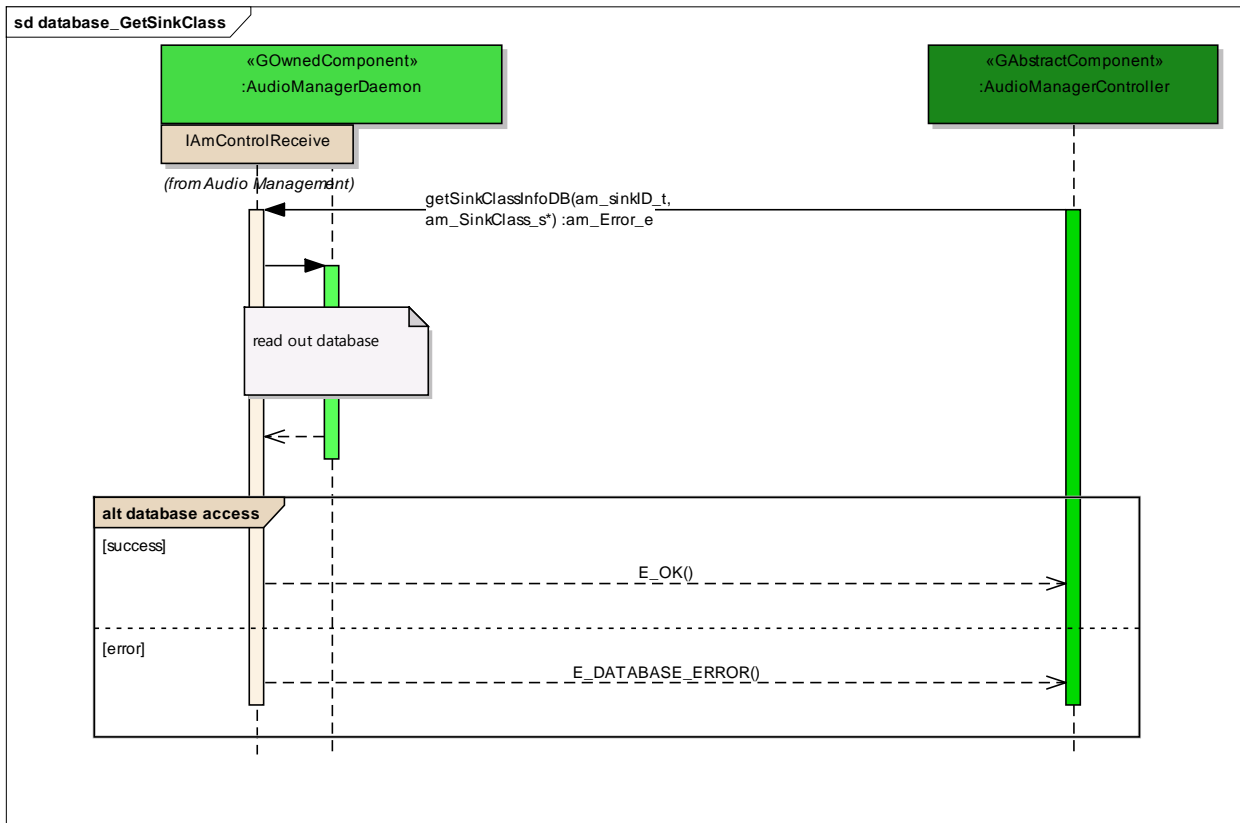 sd database_GetSinkClass
«GOwnedComponent»
:AudioManagerDaemon
«GAbstractComponent»
:AudioManagerController
IAmControlReceive
(from Audio Management)
getSinkClassInfoDB(am_sinkID_t,
am_SinkClass_s*) :am_Error_e
read out database
alt database access
[success]
E_OK()
[error]
E_DATABASE_ERROR()